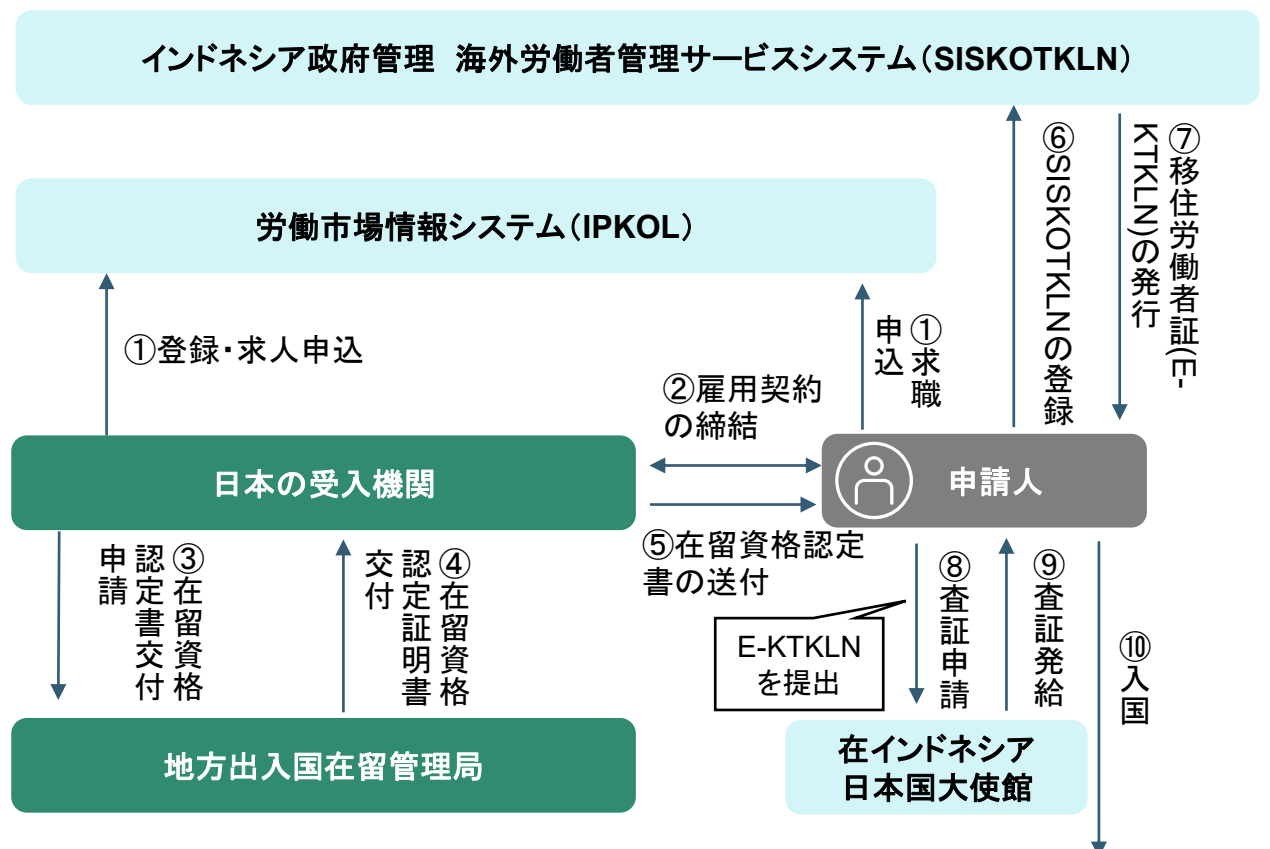 インドネシア政府管理 海外労働者管理サービスシステム(SISKOTKLN)
労働市場情報システム(IPKOL)
①登録・求人申込
①求職
申込
⑥SISKOTKLNの登録
⑦移住労働者証(E-
KTKLN)の発行
②雇用契約
の締結
日本の受入機関
申請人
⑤在留資格認定
書の送付
③在留資格
認定書交付
申請
④在留資格
認定証明書
交付
E-KTKLN
を提出
⑧査証申請
⑨査証発給
⑩入国
地方出入国在留管理局
在インドネシア
日本国大使館